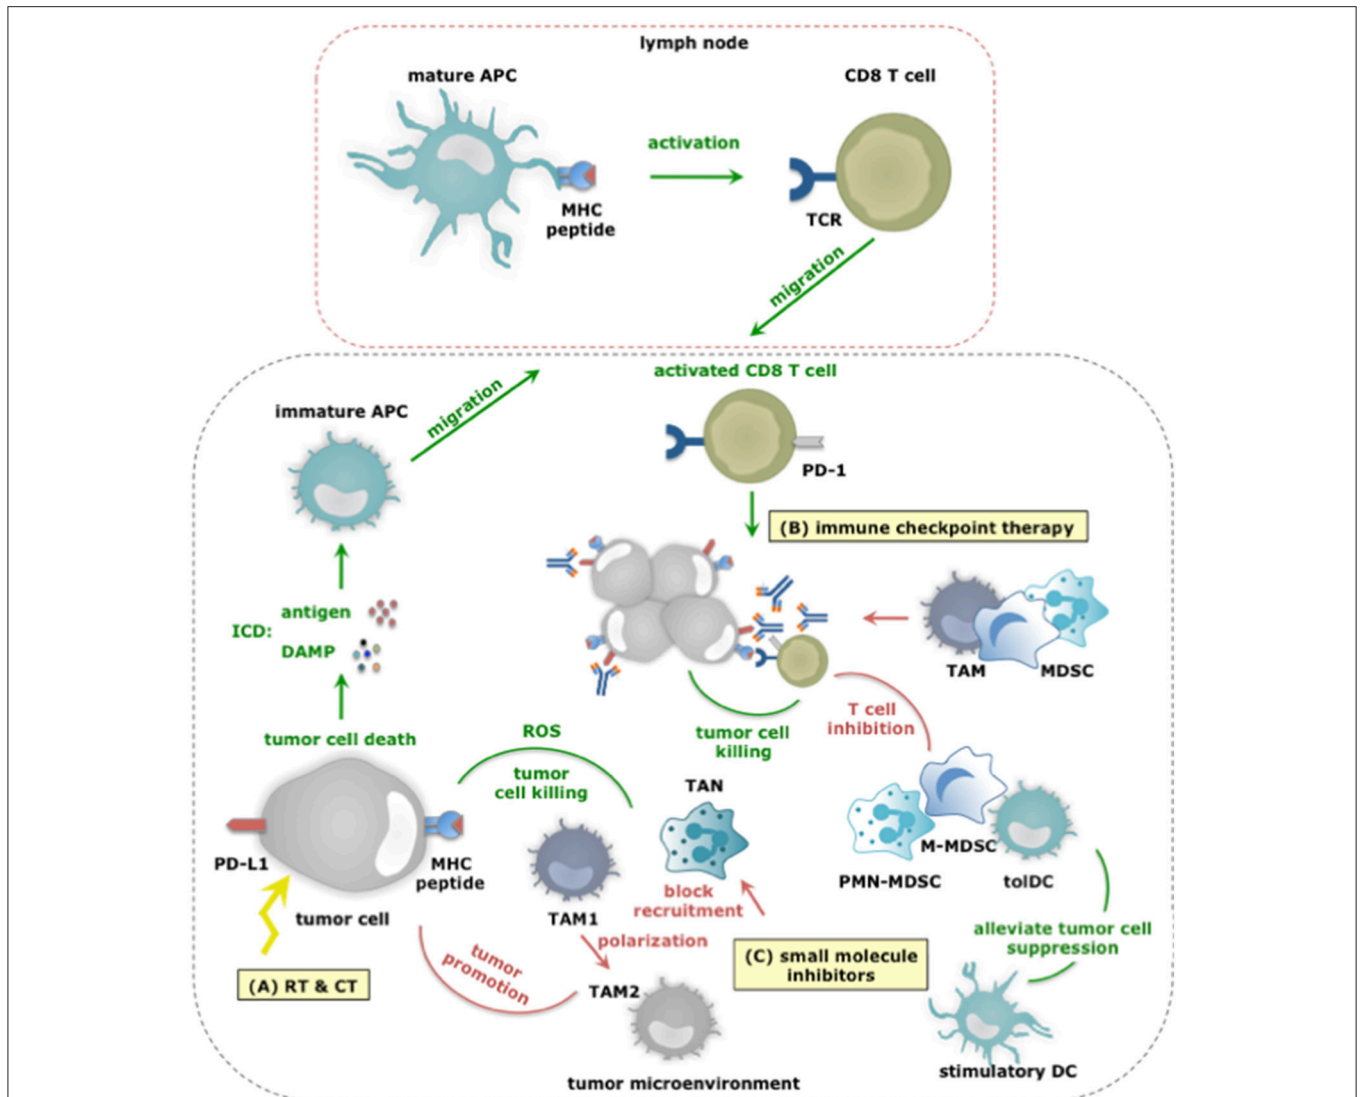 lymph node
mature APC
CD8 T cell
activation
MHC
peptide
TCR
migration
activated CD8 T cell
immature APC
migration
PD-1
(B) immune checkpoint therapy
ICD:
antigen
DAMP
TAM
MDSC
T cell
inhibition
tumor cell
killing
tumor cell death
ROS
tumor
cell killing
TAN
PD-L1
MHC
peptide
tumor cell
TAM1
block
recruitment
M-MDSC
PMN-MDSC
tolDC
polarization
(C) small molecule
inhibitors
alleviate tumor cell
suppression
tumor
promotion
(A) RT & CT
TAM2
stimulatory DC
tumor microenvironment